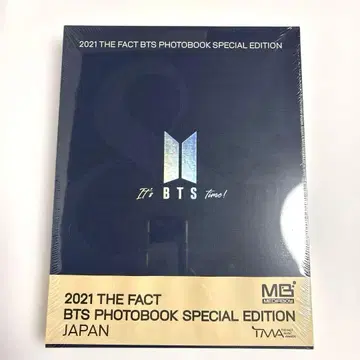 2021 THE FACT BTS PHOTOBOOK SPECIAL EDITION
It's BTS time!
MB
MEDIABOY
2021 THE FACT
BTS PHOTOBOOK SPECIAL EDITION
JAPAN
TMA